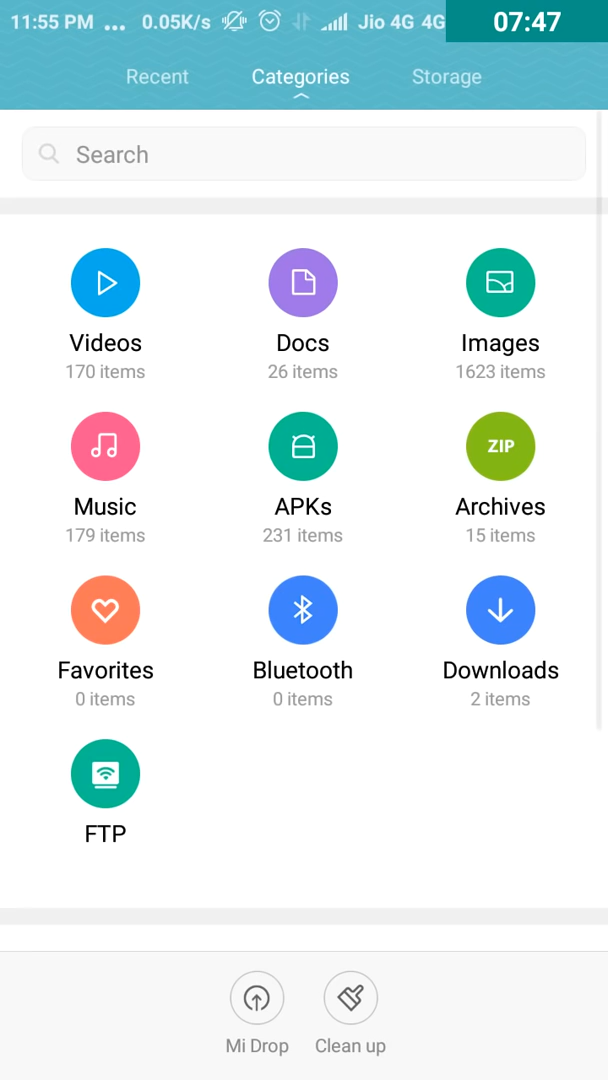 11:55 PM ... 0.05K/s Jio 4G 4G 07:47
Recent Categories Storage
Search
Videos Docs Images
170 items 26 items 1623 items
ZIP
Music APKs Archives
179 items 231 items 15 items
Favorites Bluetooth Downloads
0 items 0 items 2 items
FTP
Mi Drop Clean up